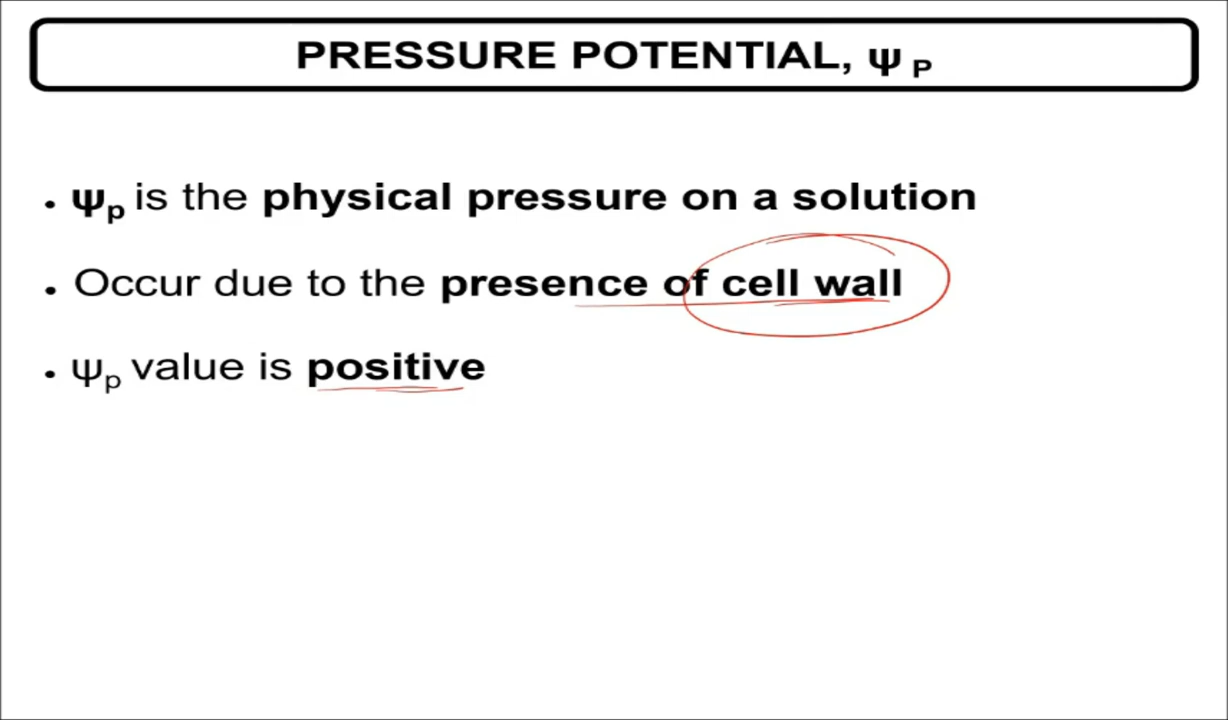 PRESSURE POTENTIAL, Ψ P
. Ψp is the physical pressure on a solution
. Occur due to the presence of cell wall
. Ψp value is positive